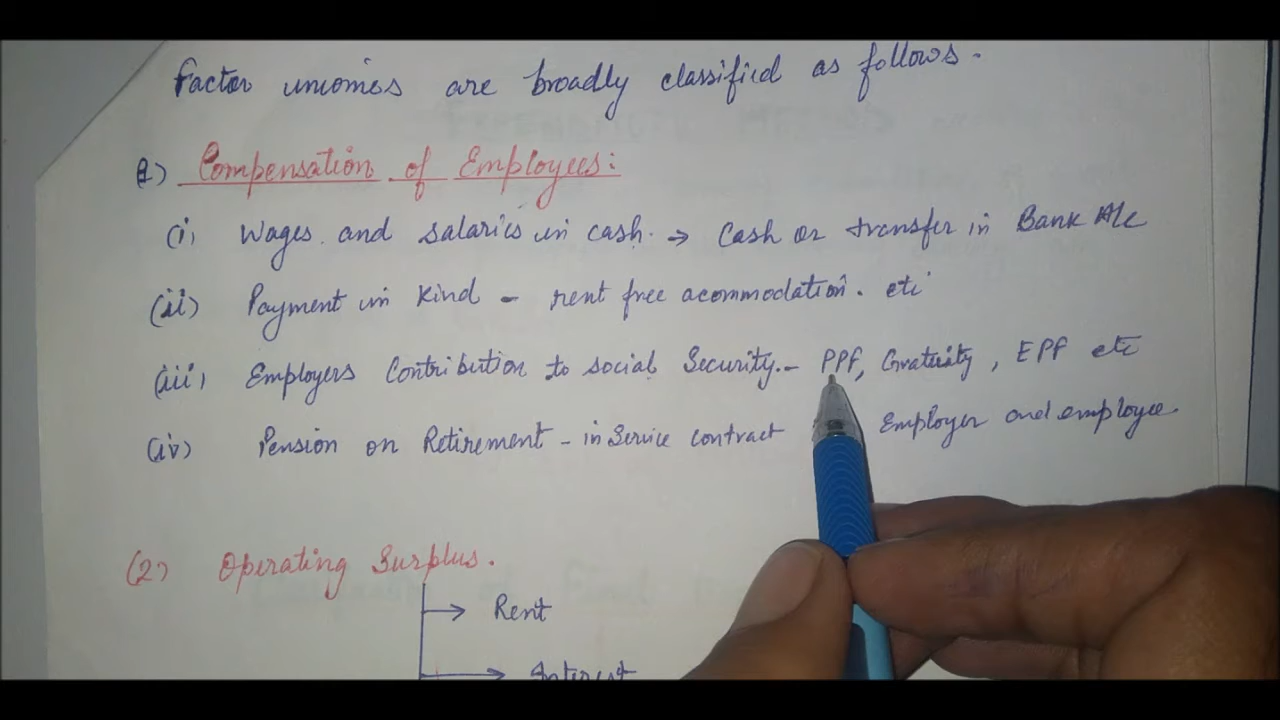 Factor incomes are broadly classified as follows.
1) Compensation of Employees:
(i) Wages and salaries in cash. → Cash or transfer in Bank A/c
(ii) Payment in kind - rent free acommodation. etc
(iii) Employers Contribution to social Security. - PPF, Gratuity, EPF etc
(iv) Pension on Retirement - in Service contract Employer and employee.
(2) Operating Surplus.
→ Rent
→ Interest